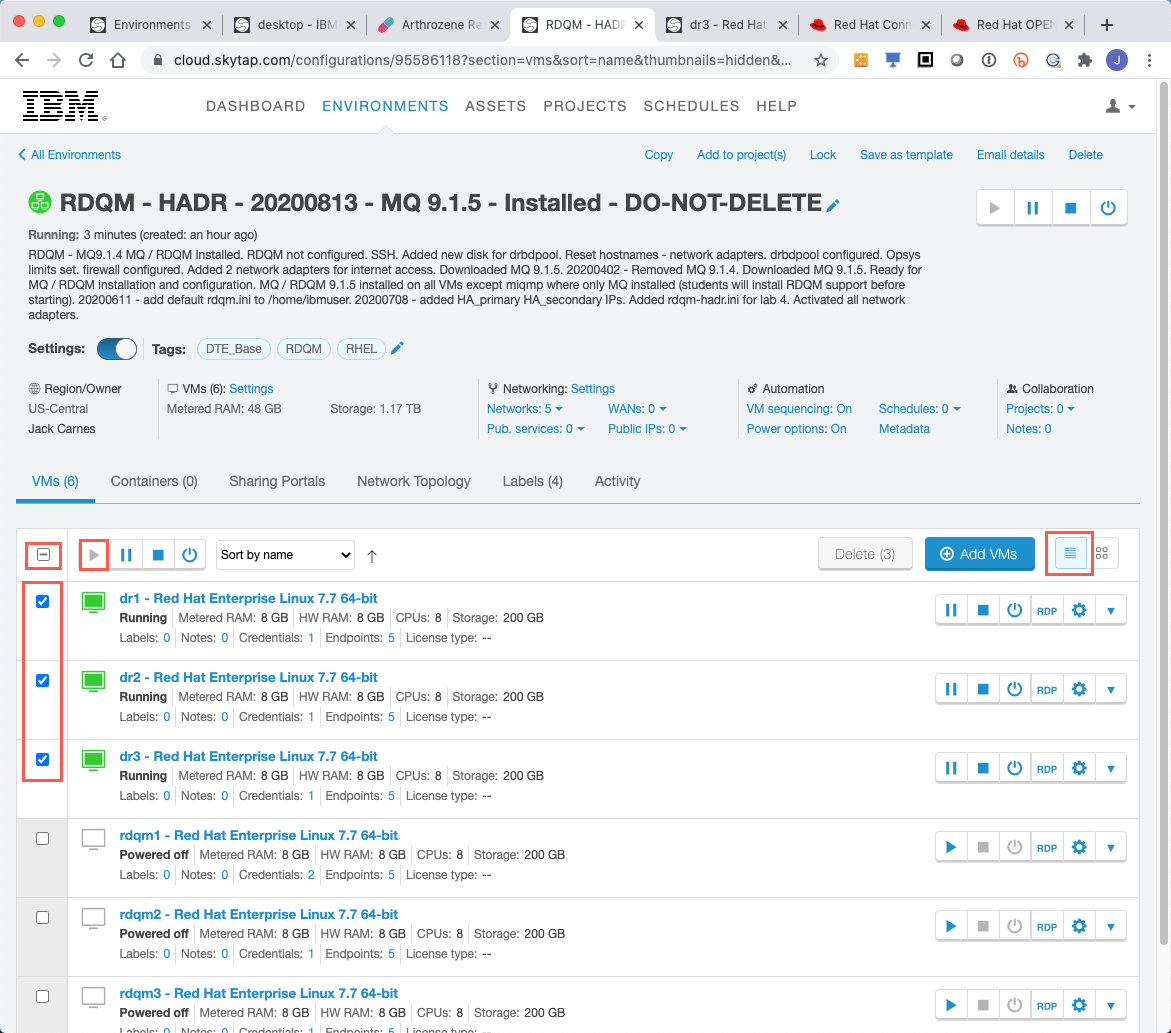 Environments
desktop - IBM
Arthrozene Re
RDQM - HADR
dr3 - Red Hat
Red Hat Conn
Red Hat OPEN
cloud.skytap.com/configurations/95586118?section=vms&sort=name&thumbnails=hidden&...
J
IBM
DASHBOARD ENVIRONMENTS ASSETS PROJECTS SCHEDULES HELP
All Environments
Copy Add to project(s) Lock Save as template Email details Delete
RDQM - HADR - 20200813 - MQ 9.1.5 - Installed - DO-NOT-DELETE
Running: 3 minutes (created: an hour ago)
RDQM - MQ9.1.4 MQ / RDQM Installed. RDQM not configured. SSH. Added new disk for drbdpool. Reset hostnames - network adapters. drbdpool configured. Opsys
limits set. firewall configured. Added 2 network adapters for internet access. Downloaded MQ 9.1.5. 20200402 - Removed MQ 9.1.4. Downloaded MQ 9.1.5. Ready for
MQ / RDQM installation and configuration. MQ / RDQM 9.1.5 installed on all VMs except miqmp where only MQ installed (students will install RDQM support before
starting). 20200611 - add default rdqm.ini to /home/ibmuser. 20200708 - added HA_primary HA_secondary IPs. Added rdqm-hadr.ini for lab 4. Activated all network
adapters.
Settings: Tags: DTE_Base RDQM RHEL
Region/Owner VMs (6): Settings Networking: Settings Automation Collaboration
US-Central Metered RAM: 48 GB Storage: 1.17 TB Networks: 5 WANs: 0 VM sequencing: On Schedules: 0 Projects: 0
Jack Carnes Pub. services: 0 Public IPs: 0 Power options: On Metadata Notes: 0
VMs (6) Containers (0) Sharing Portals Network Topology Labels (4) Activity
Sort by name Delete (3) Add VMs
dr1 - Red Hat Enterprise Linux 7.7 64-bit
Running Metered RAM: 8 GB HW RAM: 8 GB CPUs: 8 Storage: 200 GB RDP
Labels: 0 Notes: 0 Credentials: 1 Endpoints: 5 License type: --
dr2 - Red Hat Enterprise Linux 7.7 64-bit
Running Metered RAM: 8 GB HW RAM: 8 GB CPUs: 8 Storage: 200 GB RDP
Labels: 0 Notes: 0 Credentials: 1 Endpoints: 5 License type: --
dr3 - Red Hat Enterprise Linux 7.7 64-bit
Running Metered RAM: 8 GB HW RAM: 8 GB CPUs: 8 Storage: 200 GB RDP
Labels: 0 Notes: 0 Credentials: 1 Endpoints: 5 License type: --
rdqm1 - Red Hat Enterprise Linux 7.7 64-bit
Powered off Metered RAM: 8 GB HW RAM: 8 GB CPUs: 8 Storage: 200 GB RDP
Labels: 0 Notes: 0 Credentials: 2 Endpoints: 5 License type: --
rdqm2 - Red Hat Enterprise Linux 7.7 64-bit
Powered off Metered RAM: 8 GB HW RAM: 8 GB CPUs: 8 Storage: 200 GB RDP
Labels: 0 Notes: 0 Credentials: 1 Endpoints: 5 License type: --
rdqm3 - Red Hat Enterprise Linux 7.7 64-bit
Powered off Metered RAM: 8 GB HW RAM: 8 GB CPUs: 8 Storage: 200 GB RDP
Labels: 0 Notes: 0 Credentials: 1 Endpoints: 5 License type: --